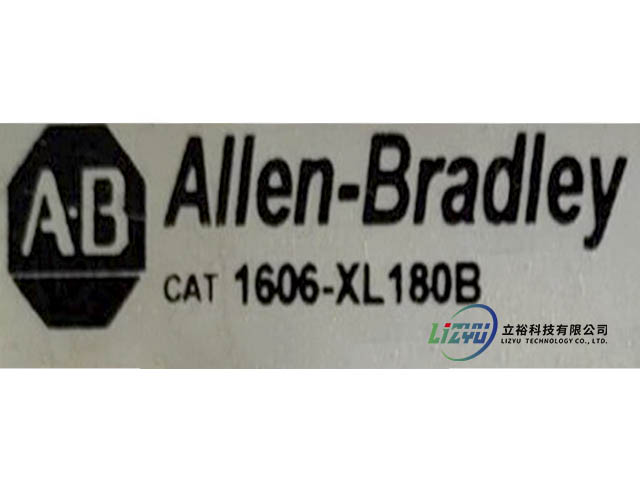 A·B
Allen-Bradley
CAT 1606-XL180B
LIZYU
立裕科技有限公司
LIZYU TECHNOLOGY CO., LTD.